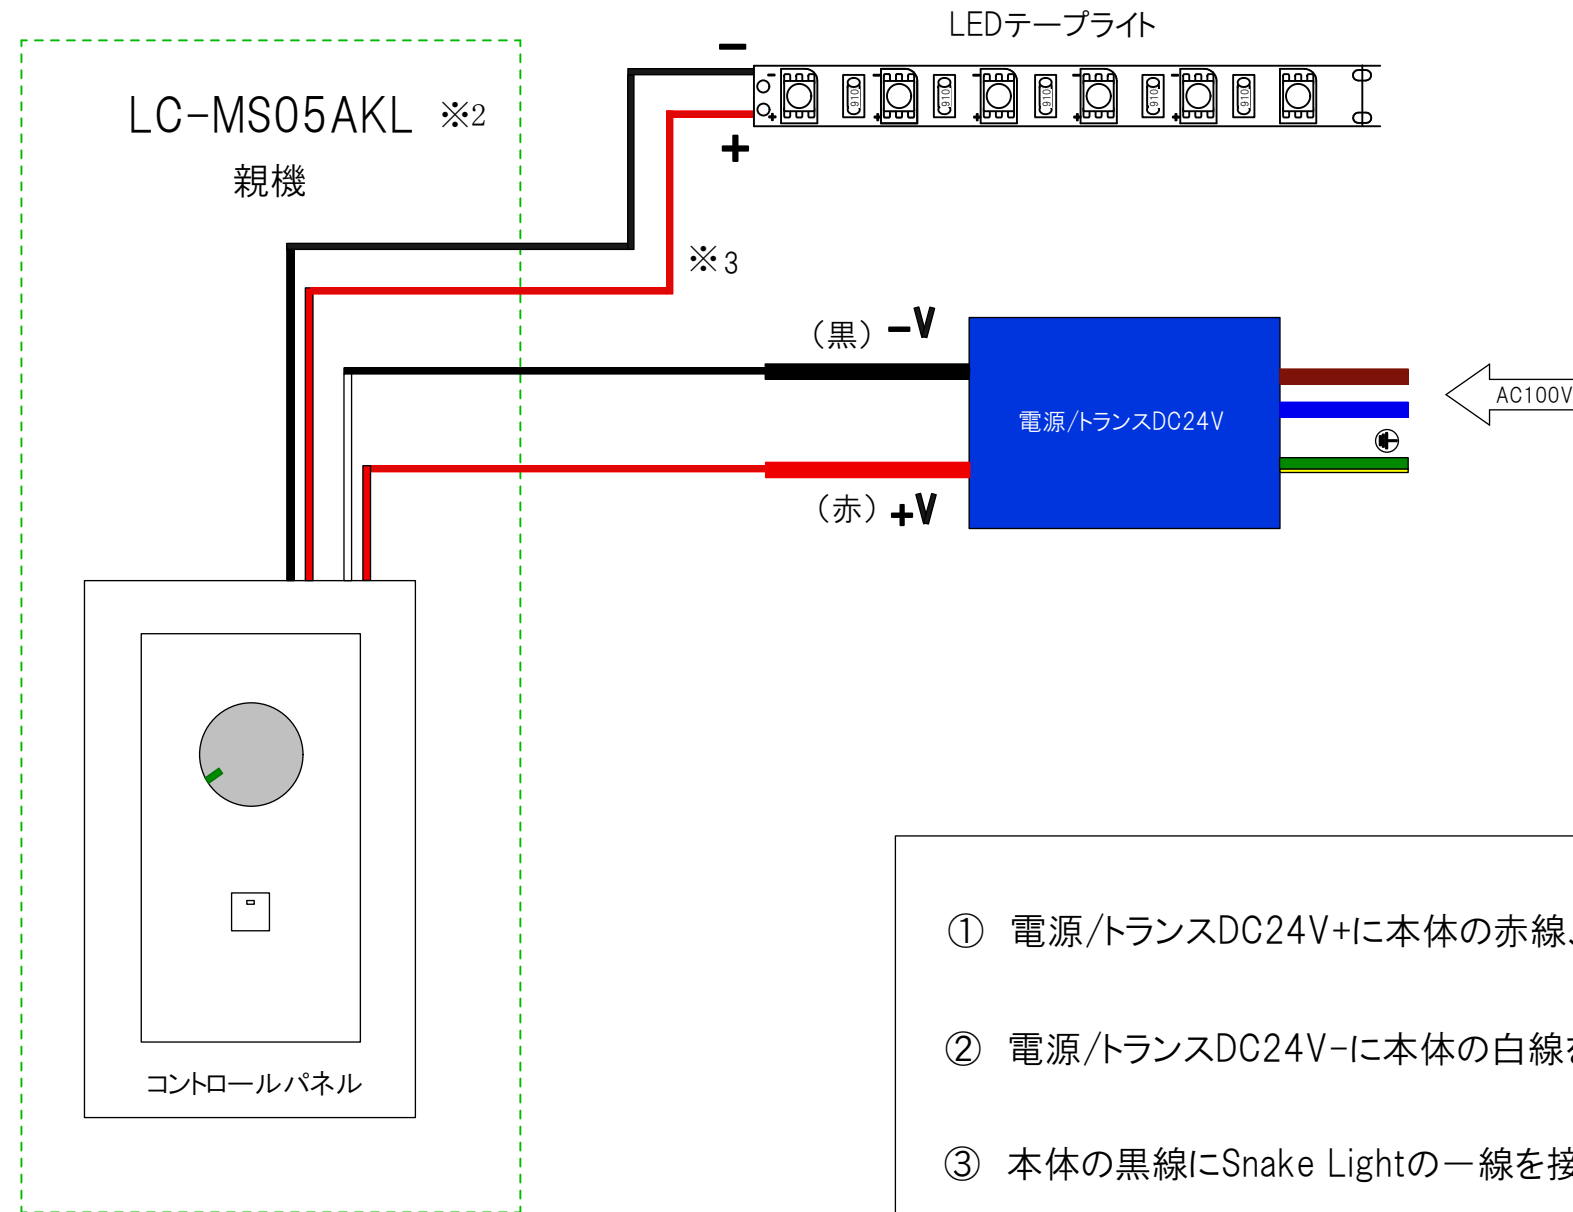 LEDテープライト
LC-MS05AKL ※2
親機
-
+
※3
(黒) -V
電源/トランスDC24V
AC100V
(赤) +V
コントロールパネル
① 電源/トランスDC24V+に本体の赤線、
② 電源/トランスDC24V-に本体の白線を
③ 本体の黒線にSnake Lightの－線を接